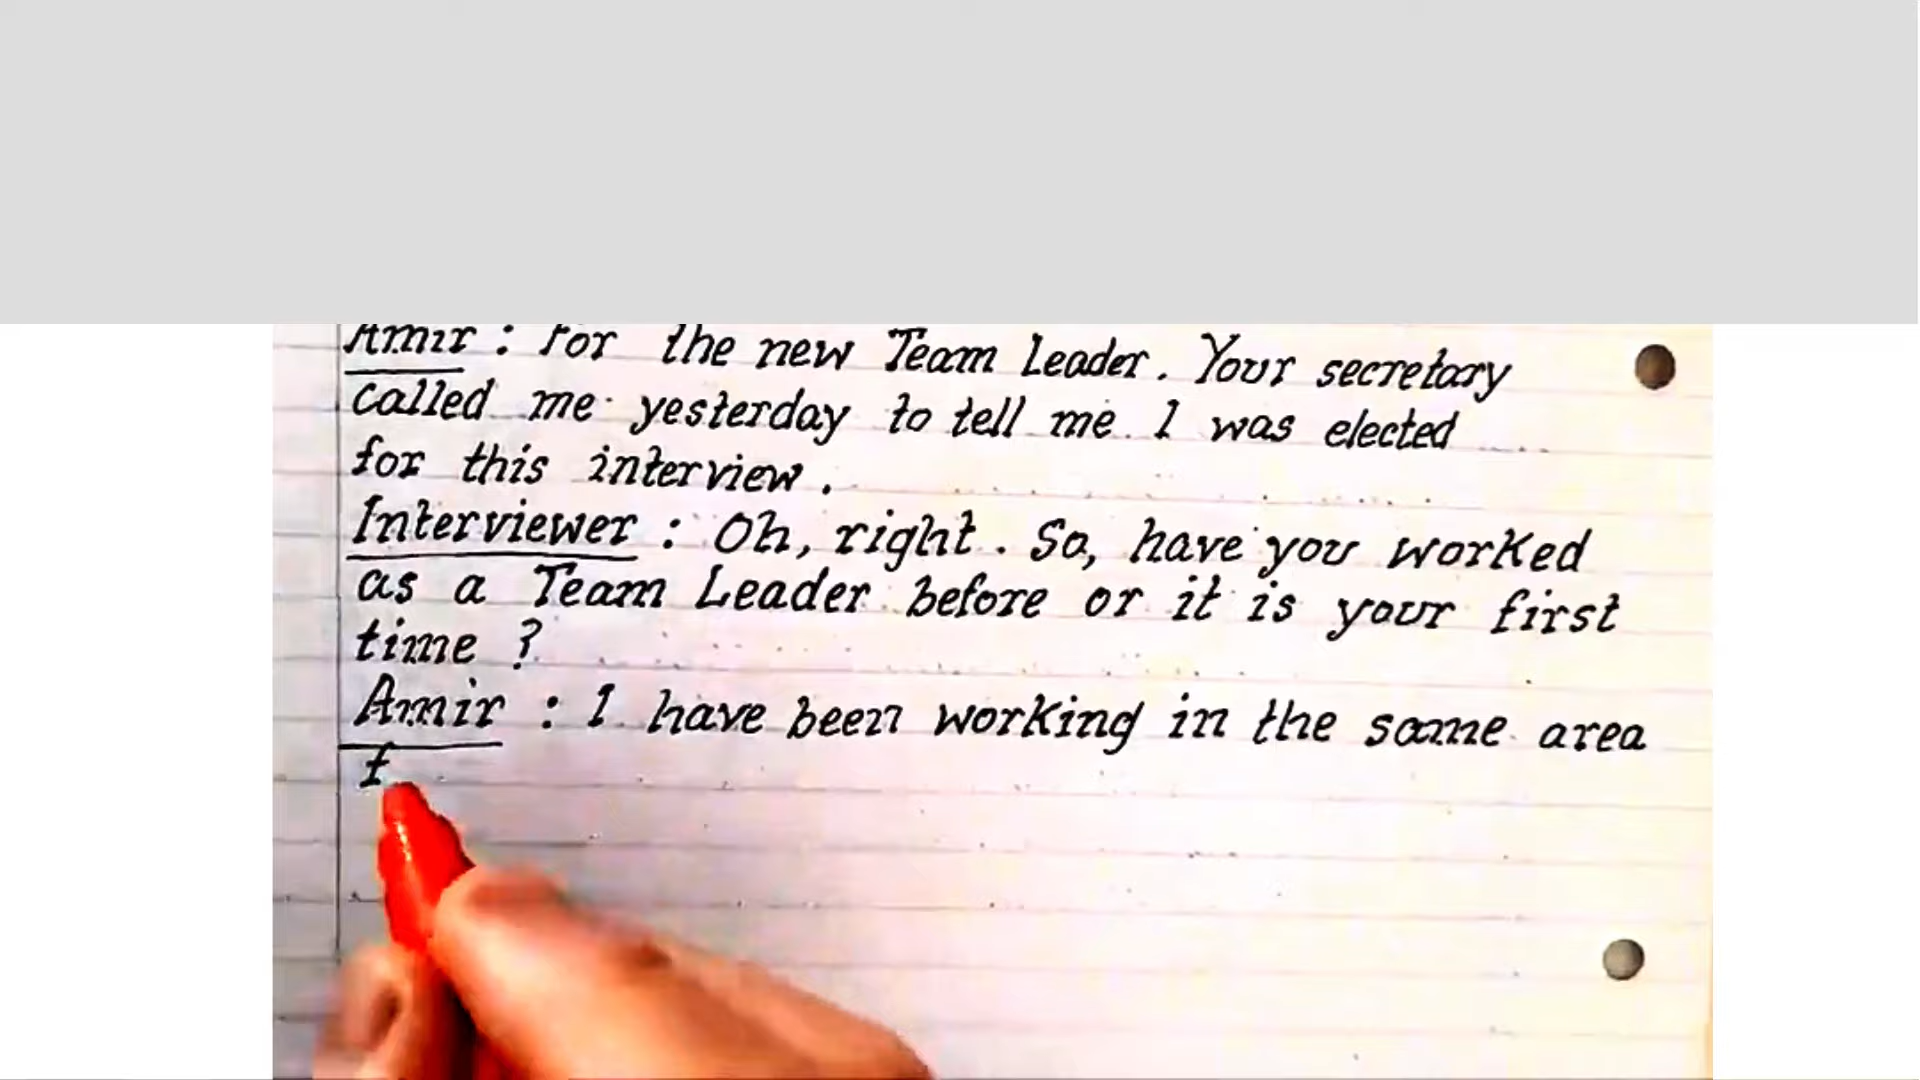 Amir : For the new Team Leader. Your secretary
called me yesterday to tell me I was elected
for this interview.
Interviewer : Oh, right. So, have you worked
as a Team Leader before or it is your first
time ?
Amir : I have been working in the same area
f